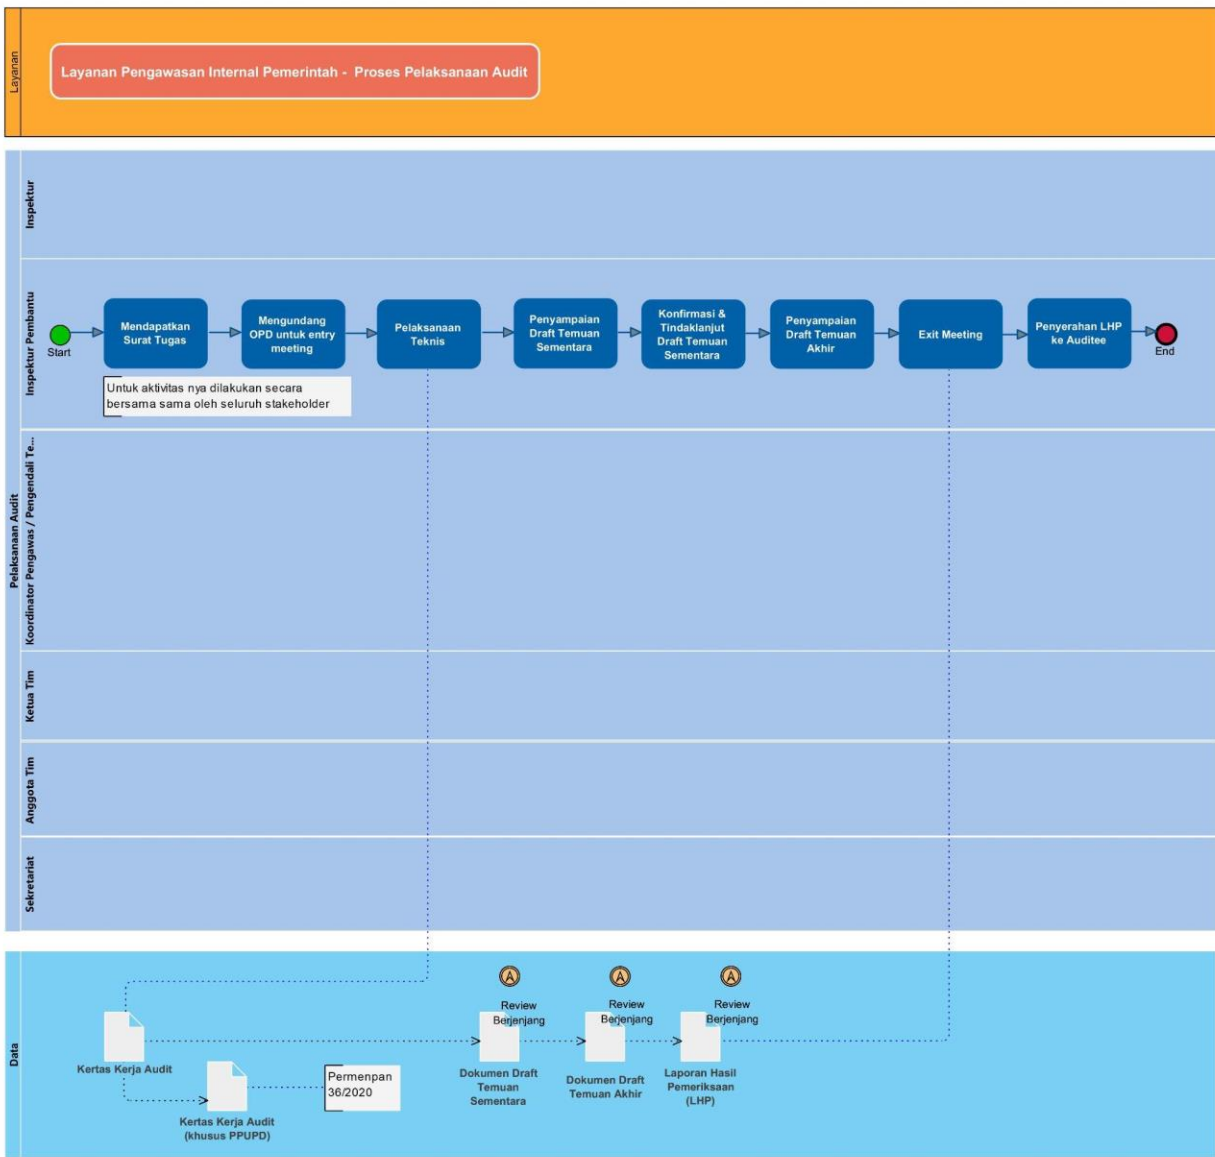 Layanan
Layanan Pengawasan Internal Pemerintah -  Proses Pelaksanaan Audit
Pelaksanaan Audit
Inspektur
Inspektur Pembantu
Start
Mendapatkan
Surat Tugas
Mengundang
OPD untuk entry
meeting
Pelaksanaan
Teknis
Penyampaian
Draft Temuan
Sementara
Konfirmasi &
Tindaklanjut
Draft Temuan
Sementara
Penyampaian
Draft Temuan
Akhir
Exit Meeting
Penyerahan LHP
ke Auditee
End
Untuk aktivitas nya dilakukan secara
bersama sama oleh seluruh stakeholder
Koordinator Pengawas / Pengendali Te...
Ketua Tim
Anggota Tim
Sekretariat
Data
A
Review
Berjenjang
A
Review
Berjenjang
A
Review
Berjenjang
Kertas Kerja Audit
Kertas Kerja Audit
(khusus PPUPD)
Permenpan
36/2020
Dokumen Draft
Temuan
Sementara
Dokumen Draft
Temuan Akhir
Laporan Hasil
Pemeriksaan
(LHP)